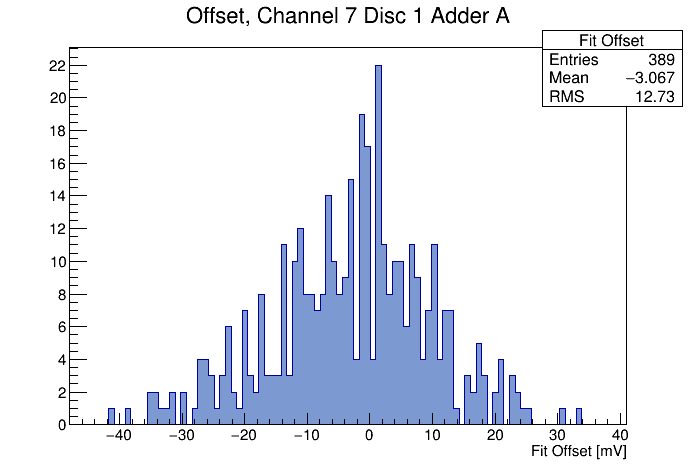 Offset, Channel 7 Disc 1 Adder A
Fit Offset
Entries 389
Mean −3.067
RMS 12.73
22
20
18
16
14
12
10
8
6
4
2
0
−40 −30 −20 −10 0 10 20 30 40
Fit Offset [mV]